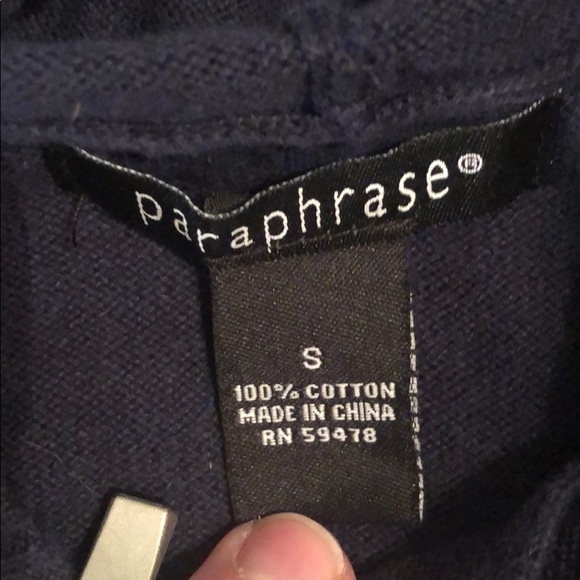 paraphrase®
S
100% COTTON
MADE IN CHINA
RN 59478